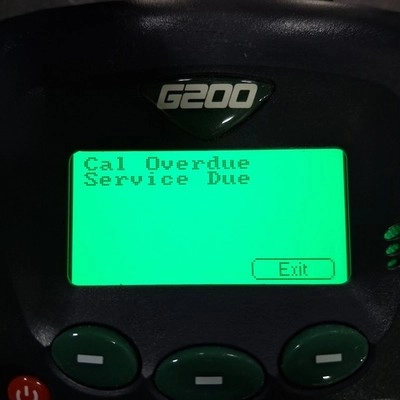 G200
Cal Overdue
Service Due
Exit